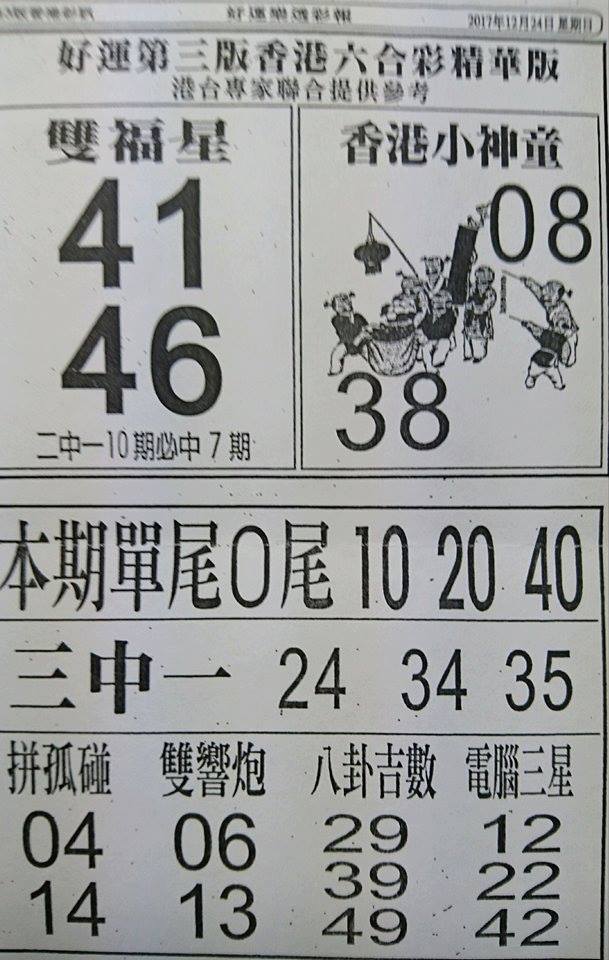 好運樂透彩報
2017年12月24日 星期日
好運第三版香港六合彩精華版
港台專家聯合提供參考
雙福星
41
46
二中一10期必中7期
香港小神童
08
38
本期單尾0尾 10 20 40
三中一 24 34 35
拼孤碰 雙響炮 八卦吉數 電腦三星
04 06 29 12
39 22
14 13 49 42